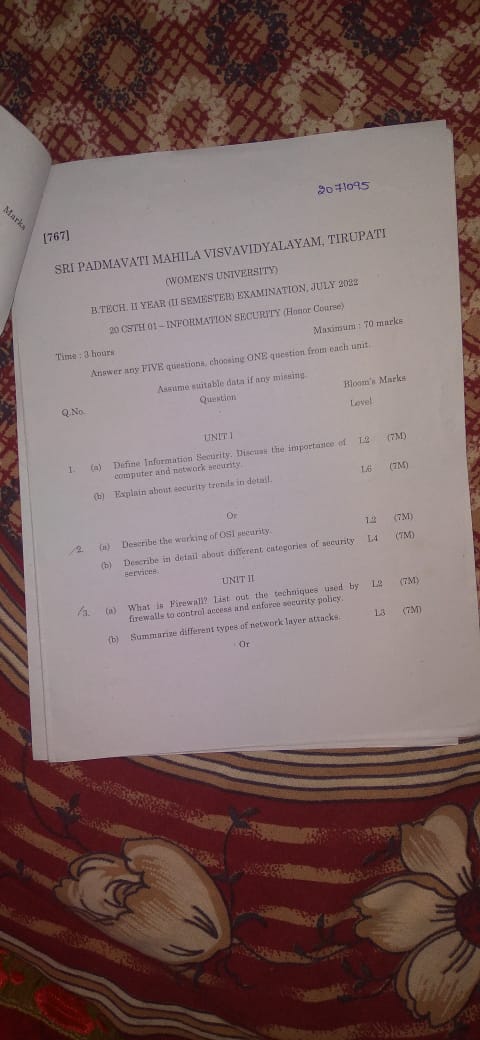 Marks
2071095
[767]
SRI PADMAVATI MAHILA VISVAVIDYALAYAM, TIRUPATI
(WOMEN'S UNIVERSITY)
B.TECH. II YEAR (II SEMESTER) EXAMINATION, JULY 2022
20 CSTH 01 – INFORMATION SECURITY (Honor Course)
Time : 3 hours Maximum : 70 marks
Answer any FIVE questions, choosing ONE question from each unit.
Assume suitable data if any missing.
Q.No. Question Bloom's Marks
Level
UNIT I
1. (a) Define Information Security. Discuss the importance of L2 (7M)
computer and network security.
(b) Explain about security trends in detail. L6 (7M)
Or
2. (a) Describe the working of OSI security. L2 (7M)
(b) Describe in detail about different categories of security L4 (7M)
services.
UNIT II
3. (a) What is Firewall? List out the techniques used by L2 (7M)
firewalls to control access and enforce security policy.
(b) Summarize different types of network layer attacks. L3 (7M)
Or